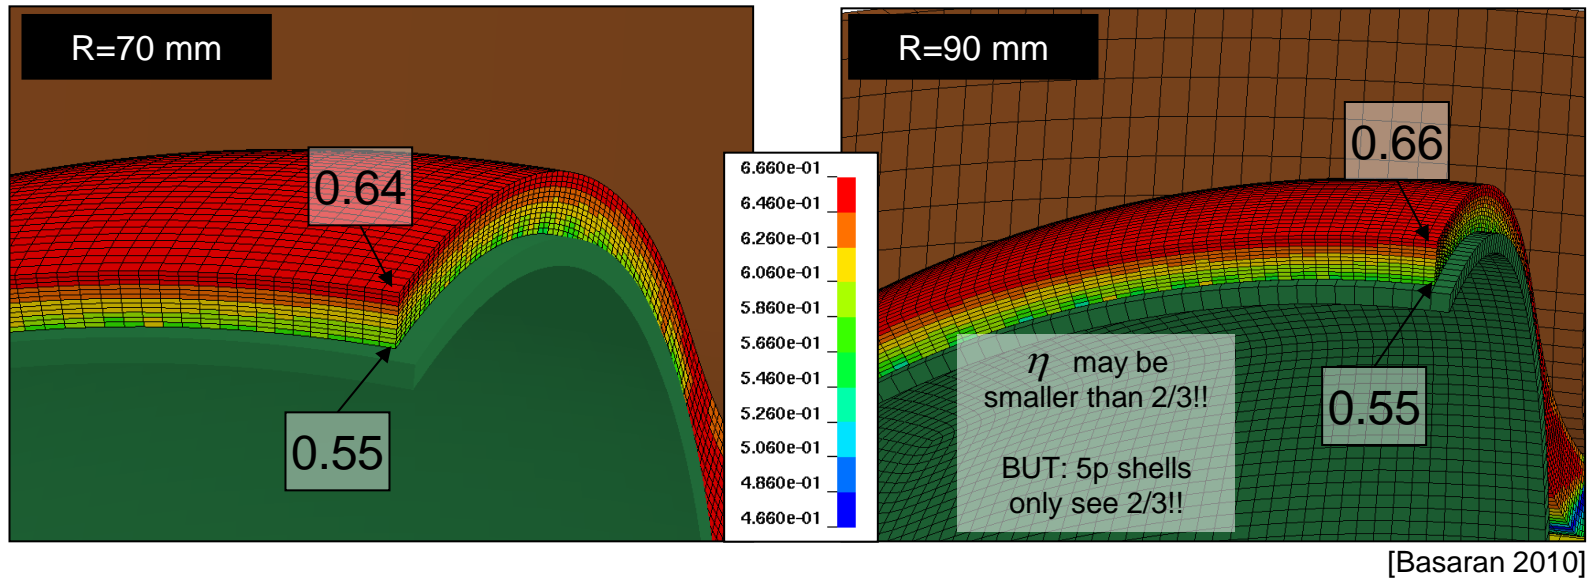 R=70 mm
R=90 mm
0.64
0.66
6.660e-01
6.460e-01
6.260e-01
6.060e-01
5.860e-01
5.660e-01
5.460e-01
5.260e-01
5.060e-01
4.860e-01
4.660e-01
0.55
0.55
η may be
smaller than 2/3!!
BUT: 5p shells
only see 2/3!!
[Basaran 2010]